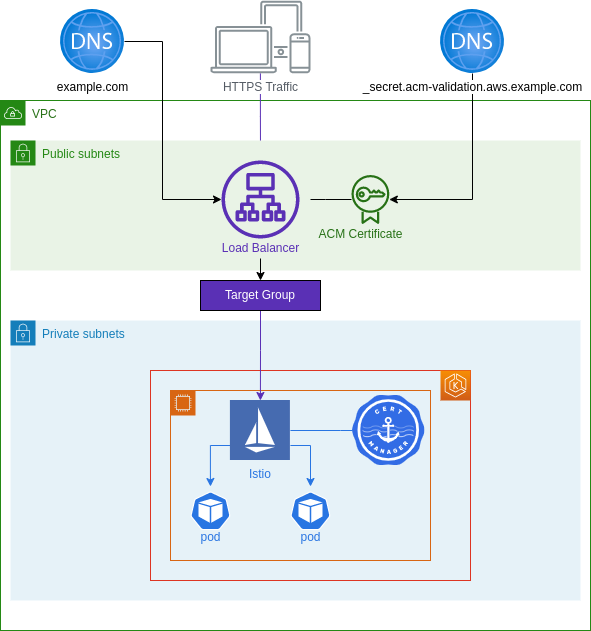 DNS
DNS
example.com
HTTPS Traffic
_secret.acm-validation.aws.example.com
VPC
Public subnets
Load Balancer
ACM Certificate
Target Group
Private subnets
K
CERT
MANAGER
Istio
pod
pod